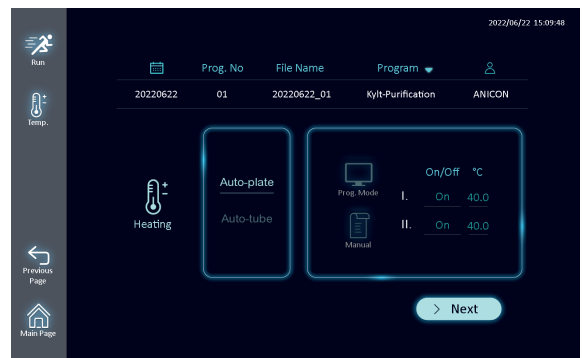 2022/06/22 15:09:48
Run
Temp.
Previous
Page
Main Page
Prog. No File Name Program
20220622 01 20220622_01 Kylt-Purification ANICON
Heating
Auto-plate
Auto-tube
Prog. Mode
Manual
On/Off °C
I. On 40.0
II. On 40.0
> Next